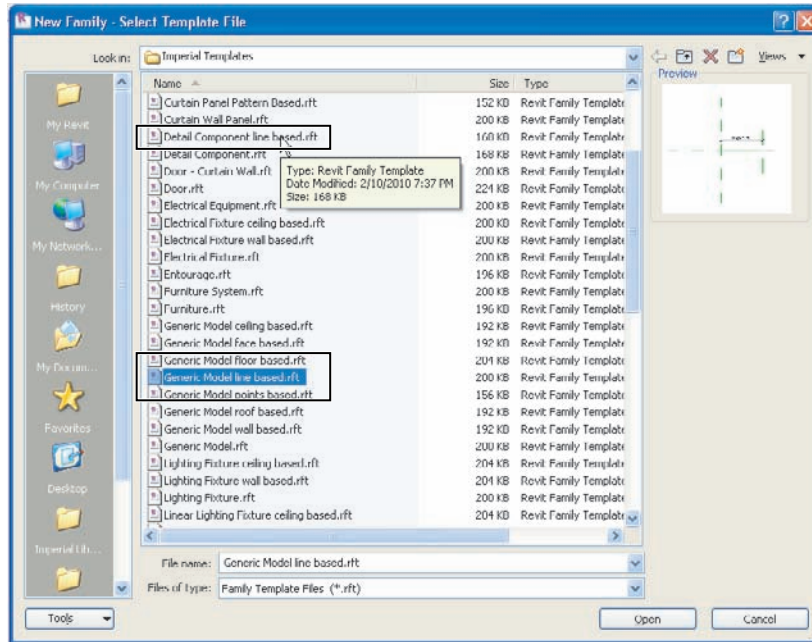 New Family - Select Template File
Look in: Imperial Templates Views
Name Size Type Preview
Curtain Panel Pattern Based.rft 152 KB Revit Family Template
Curtain Wall Panel.rft 200 KB Revit Family Template
Detail Component line based.rft 168 KB Revit Family Template
Detail Component.rft 168 KB Revit Family Template
Door - Curtain Wall.rft 200 KB Revit Family Template
Door.rft 224 KB Revit Family Template
Electrical Equipment.rft 200 KB Revit Family Template
Electrical Fixture ceiling based.rft 200 KB Revit Family Template
Electrical Fixture wall based.rft 200 KB Revit Family Template
Electrical Fixture.rft 200 KB Revit Family Template
Entourage.rft 196 KB Revit Family Template
Furniture System.rft 200 KB Revit Family Template
Furniture.rft 196 KB Revit Family Template
Generic Model ceiling based.rft 192 KB Revit Family Template
Generic Model face based.rft 192 KB Revit Family Template
Generic Model floor based.rft 204 KB Revit Family Template
Generic Model line based.rft 200 KB Revit Family Template
Generic Model points based.rft 156 KB Revit Family Template
Generic Model roof based.rft 192 KB Revit Family Template
Generic Model wall based.rft 192 KB Revit Family Template
Generic Model.rft 200 KB Revit Family Template
Lighting Fixture ceiling based.rft 204 KB Revit Family Template
Lighting Fixture wall based.rft 204 KB Revit Family Template
Lighting Fixture.rft 200 KB Revit Family Template
Linear Lighting Fixture ceiling based.rft 204 KB Revit Family Template
Type: Revit Family Template
Date Modified: 2/10/2010 7:37 PM
Size: 168 KB
My Revit
My Computer
My Network...
History
My Docum...
Favorites
Desktop
Imperial Lib...
File name: Generic Model line based.rft
Files of type: Family Template Files (*.rft)
Tools Open Cancel